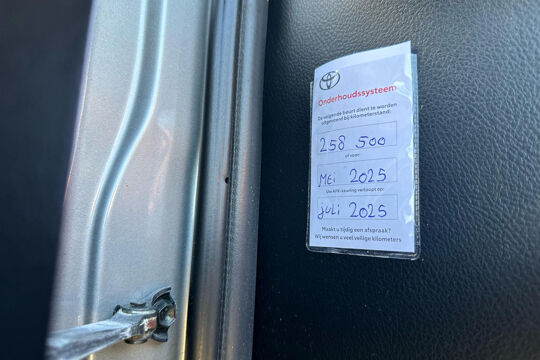 Onderhoudssysteem
De volgende beurt dient te worden
uitgevoerd bij kilometerstand:
258 500
of voor:
MEi 2025
Uw APK-keuring verloopt op:
juli 2025
Maakt u tijdig een afspraak?
Wij wensen u veel veilige kilometers